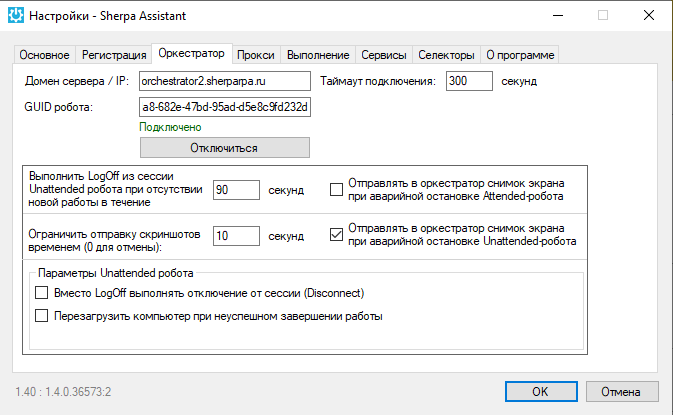 Настройки - Sherpa Assistant
Основное Регистрация Оркестратор Прокси Выполнение Сервисы Селекторы О программе
Домен сервера / IP: orchestrator2.sherparpa.ru Таймаут подключения: 300 секунд
GUID робота: a8-682e-47bd-95ad-d5e8c9fd232d
Подключено
Отключиться
Выполнить LogOff из сессии
Unattended робота при отсутствии
новой работы в течение
90 секунд
Отправлять в оркестратор снимок экрана
при аварийной остановке Attended-робота
Ограничить отправку скриншотов
временем (0 для отмены):
10 секунд
Отправлять в оркестратор снимок экрана
при аварийной остановке Unattended-робота
Параметры Unattended робота
Вместо LogOff выполнять отключение от сессии (Disconnect)
Перезагрузить компьютер при неуспешном завершении работы
1.40 : 1.4.0.36573:2
OK Отмена